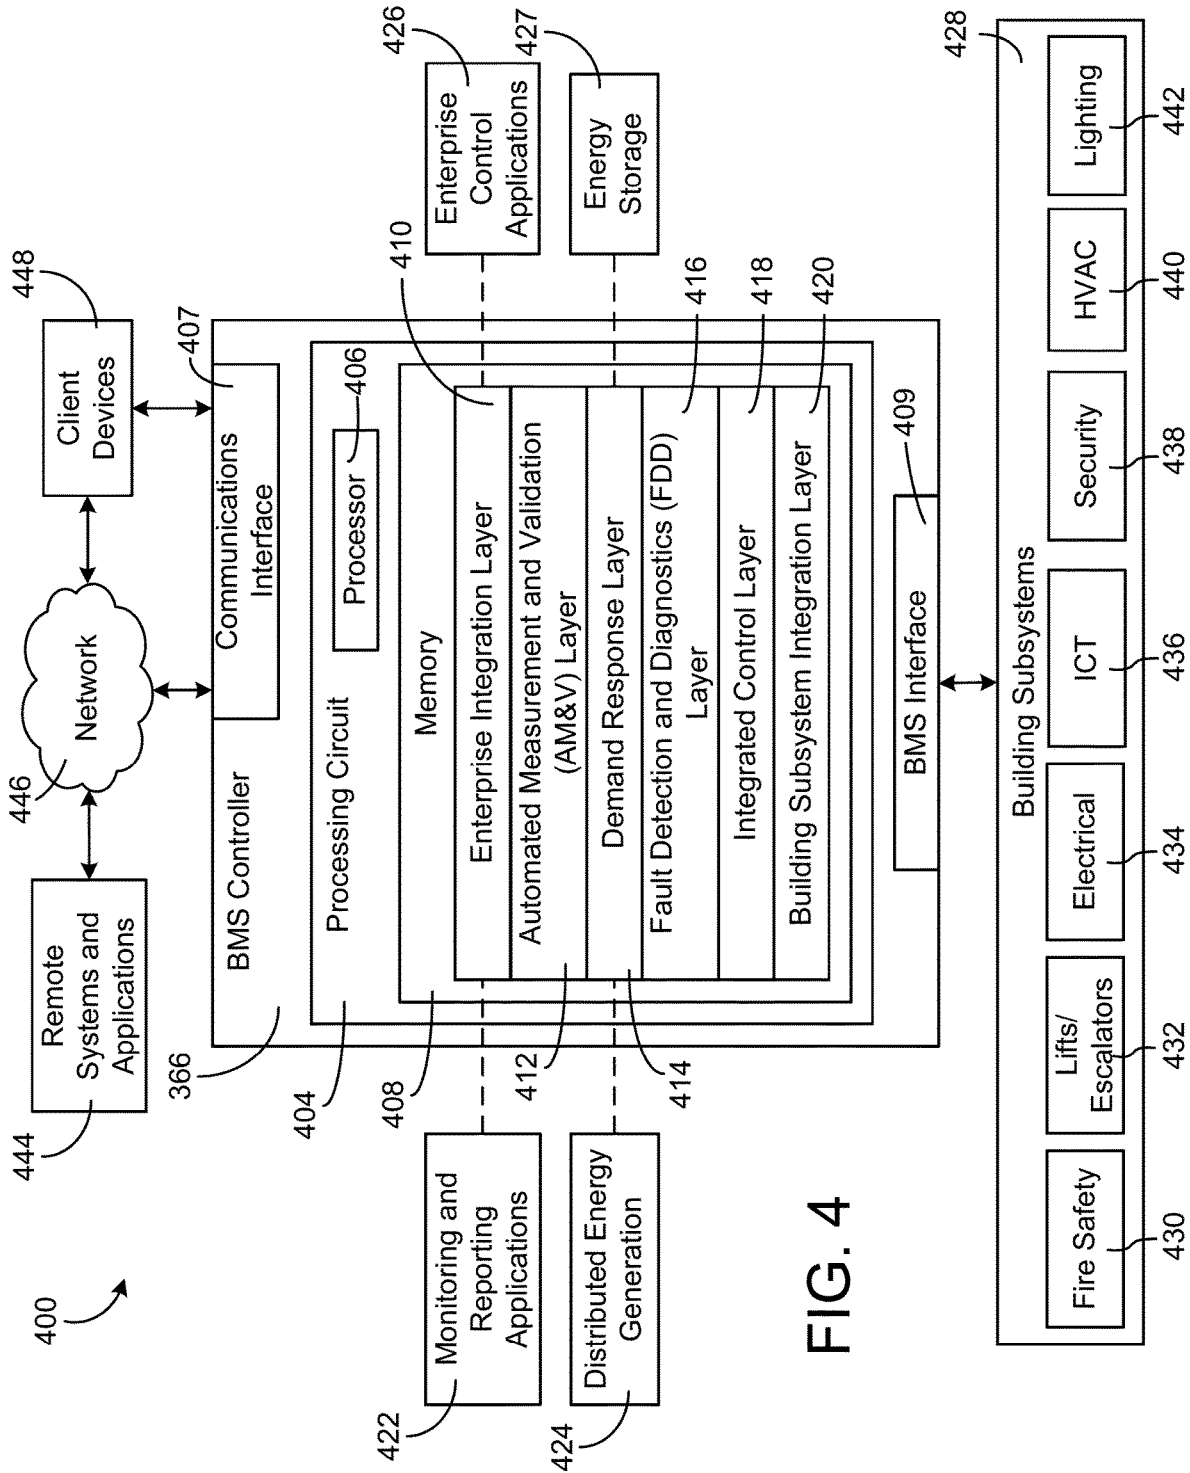 400
444
Remote
Systems and
Applications
446
Network
448
Client
Devices
366
BMS Controller
Communications
Interface
407
404
Processing Circuit
Processor
406
408
Memory
410
Enterprise Integration Layer
Automated Measurement and Validation
(AM&V) Layer
412
Demand Response Layer
414
Fault Detection and Diagnostics (FDD)
Layer
416
Integrated Control Layer
418
Building Subsystem Integration Layer
420
422
Monitoring and
Reporting
Applications
424
Distributed Energy
Generation
426
Enterprise
Control
Applications
427
Energy
Storage
BMS Interface
409
Building Subsystems
428
Fire Safety
Lifts/
Escalators
Electrical
ICT
Security
HVAC
Lighting
430
432
434
436
438
440
442
FIG. 4